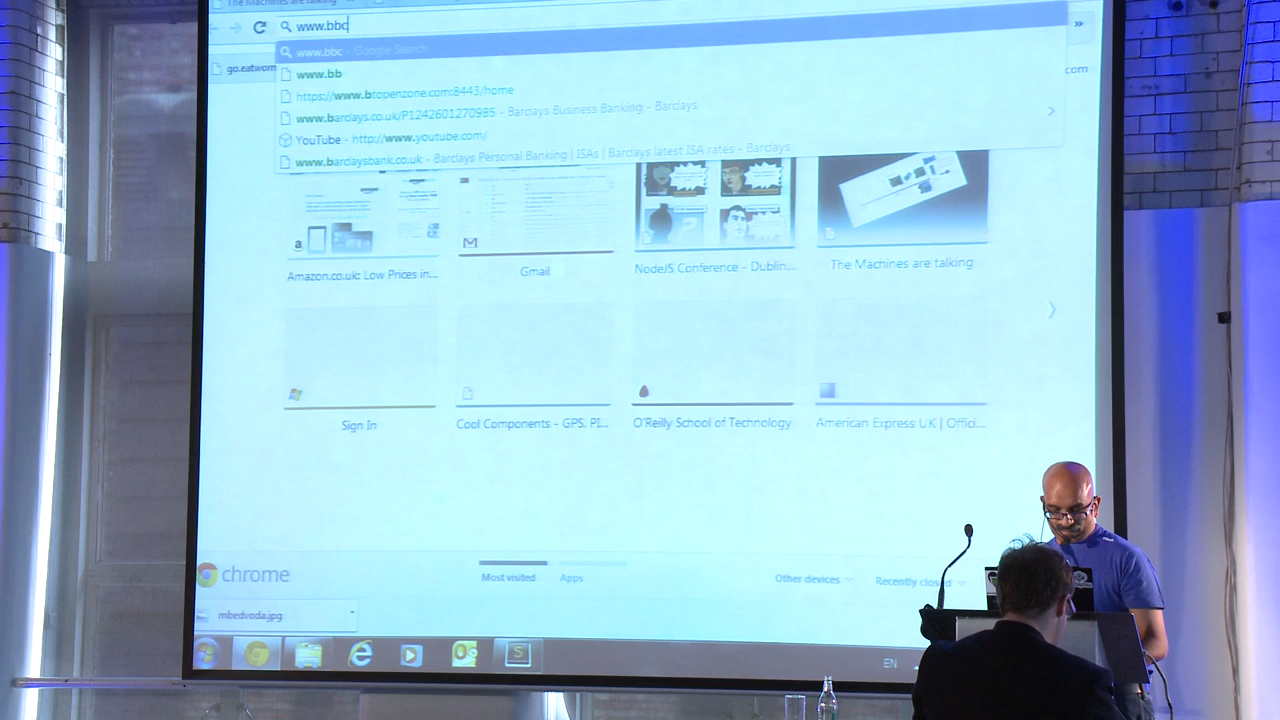 The Machines are talking
www.bbc
www.bbc - Google Search
go.eatwom
www.bb
.com
https://www.btopenzone.com:8443/home
www.barclays.co.uk/P1242601270985 - Barclays Business Banking - Barclays
YouTube - http://www.youtube.com/
www.barclaysbank.co.uk - Barclays Personal Banking | ISAs | Barclays latest ISA rates - Barclays
Amazon.co.uk: Low Prices in...
Gmail
NodeJS Conference - Dublin...
The Machines are talking
Sign In
Cool Components - GPS, PI...
O'Reilly School of Technology
American Express UK | Offici...
chrome
Most visited
Apps
Other devices
Recently closed
mbedvoda.jpg
EN